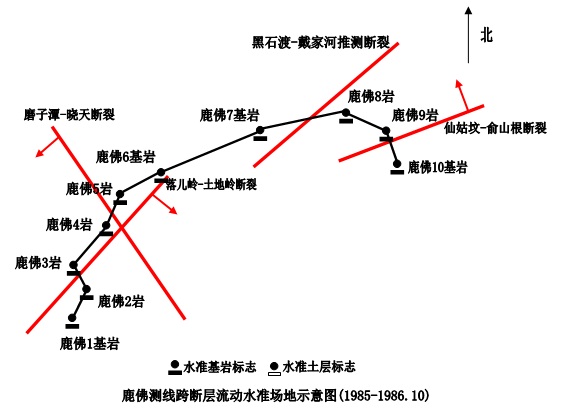 黑石渡-戴家河推测断裂
北
鹿佛8岩
磨子潭-晓天断裂
鹿佛7基岩
鹿佛9岩
仙姑坟-俞山根断裂
鹿佛6基岩
鹿佛10基岩
鹿佛5岩
落儿岭-土地岭断裂
鹿佛4岩
鹿佛3岩
鹿佛2岩
鹿佛1基岩
水准基岩标志 水准土层标志
鹿佛测线跨断层流动水准场地示意图(1985-1986.10)